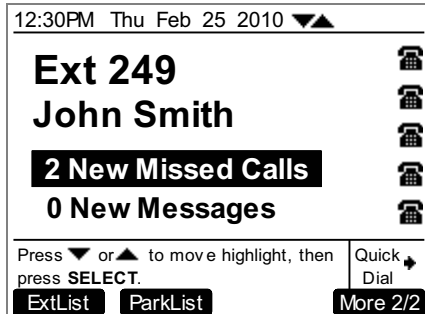 12:30PM Thu Feb 25 2010 ▼▲
Ext 249
John Smith
2 New Missed Calls
0 New Messages
Press ▼ or ▲ to move highlight, then
press SELECT.
Quick
Dial
ExtList ParkList More 2/2